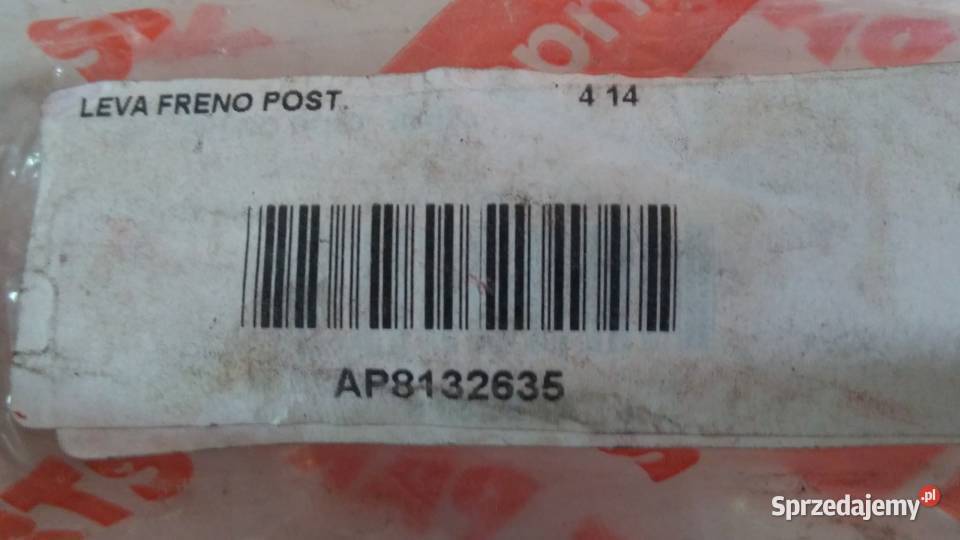 LEVA FRENO POST. 4 14
AP8132635
Sprzedajemy.pl